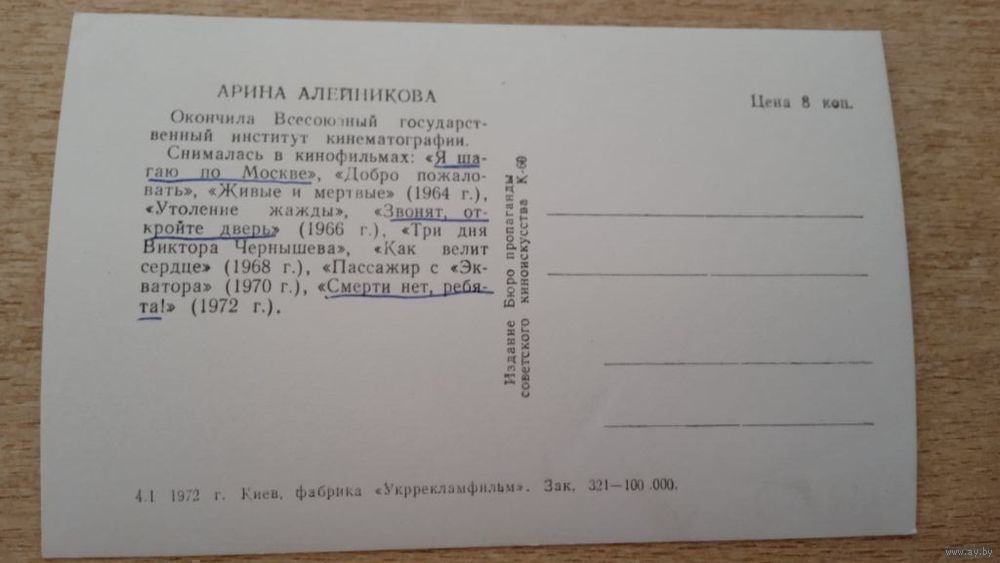 АРИНА АЛЕЙНИКОВА
Окончила Всесоюзный государст-
венный институт кинематографии.
Снималась в кинофильмах: «Я ша-
гаю по Москве», «Добро пожало-
вать», «Живые и мертвые» (1964 г.),
«Утоление жажды», «Звонят, от-
кройте дверь» (1966 г.), «Три дня
Виктора Чернышева», «Как велит
сердце» (1968 г.), «Пассажир с «Эк-
ватора» (1970 г.), «Смерти нет, ребя-
та!» (1972 г.).
4.I 1972 г. Киев, фабрика «Укррекламфильм». Зак. 321—100.000.
Издание Бюро пропаганды
советского киноискусства К-60
Цена 8 коп.
www.ay.by